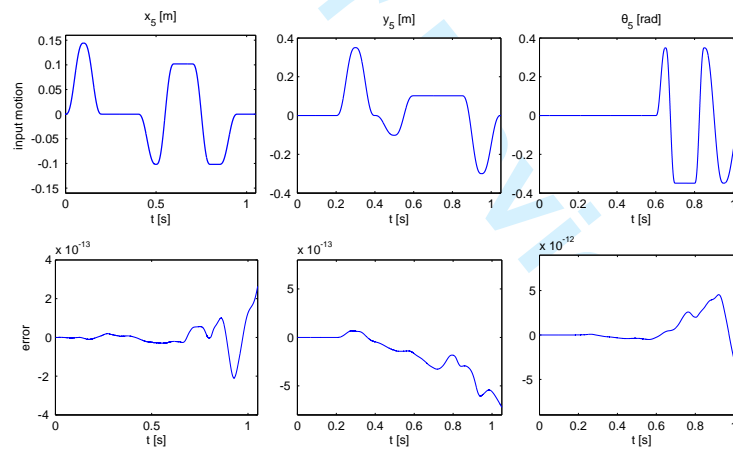 x5 [m]
y5 [m]
θ5 [rad]
input motion
0.15
0.1
0.05
0
-0.05
-0.1
-0.15
0 0.5 1
t [s]
0.4
0.2
0
-0.2
-0.4
0 0.2 0.4 0.6 0.8 1
t [s]
0.4
0.2
0
-0.2
-0.4
0 0.2 0.4 0.6 0.8 1
t [s]
error
x 10-13
4
2
0
-2
-4
0 0.5 1
t [s]
x 10-13
5
0
-5
0 0.2 0.4 0.6 0.8 1
t [s]
x 10-12
5
0
-5
0 0.2 0.4 0.6 0.8 1
t [s]